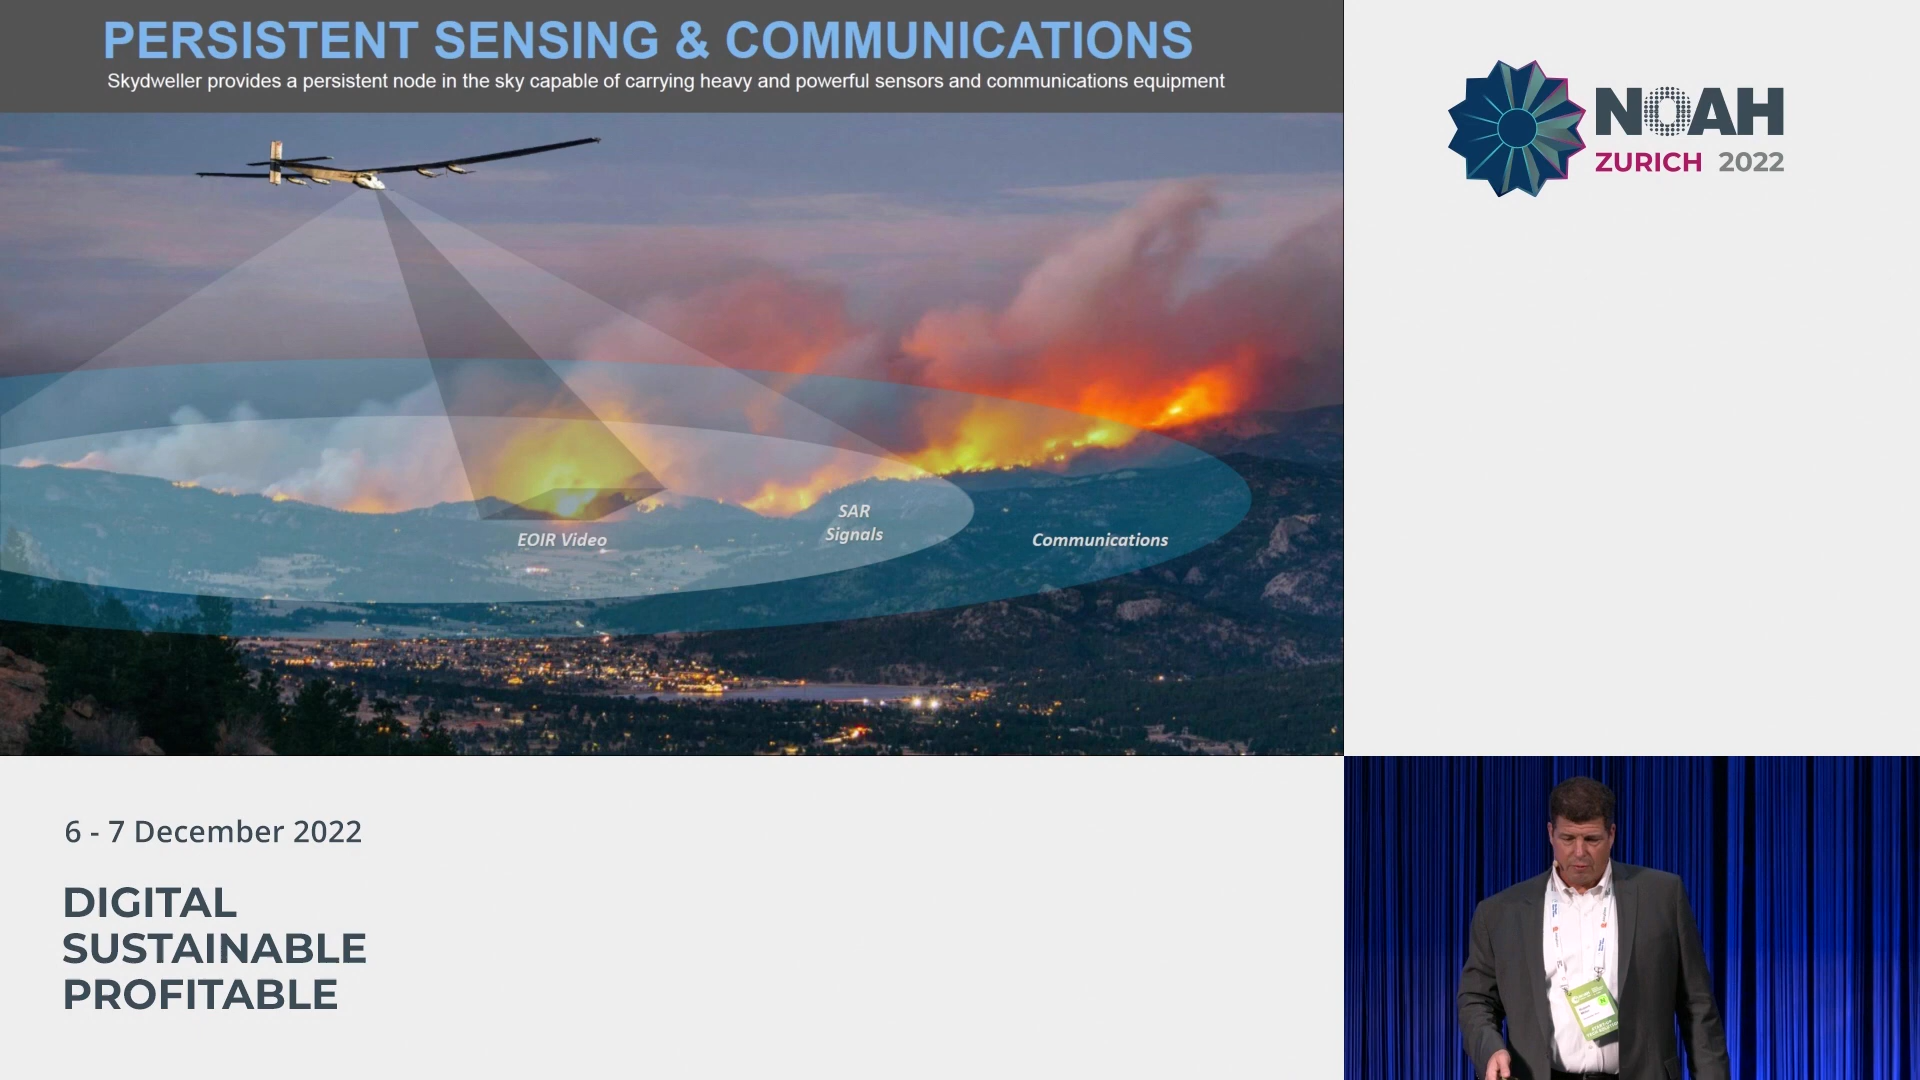 PERSISTENT SENSING & COMMUNICATIONS
Skydweller provides a persistent node in the sky capable of carrying heavy and powerful sensors and communications equipment
EOIR Video
SAR
Signals
Communications
NOAH
ZURICH 2022
6 - 7 December 2022
DIGITAL
SUSTAINABLE
PROFITABLE